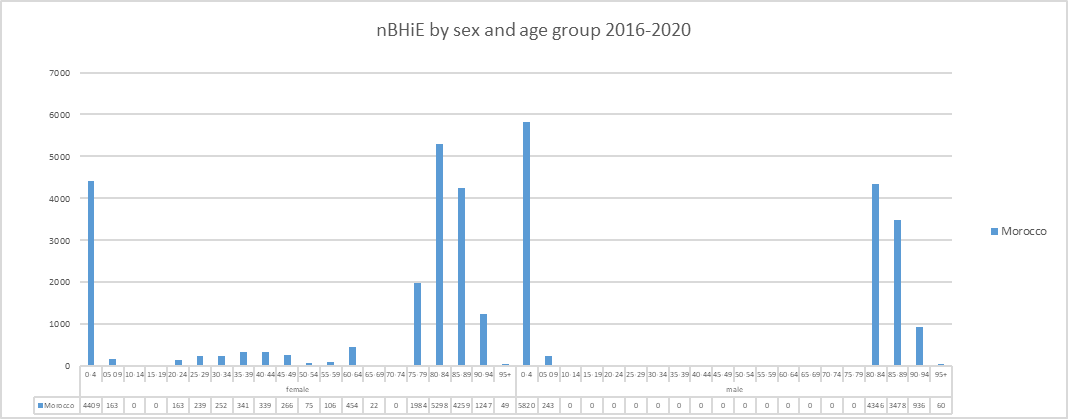 nBHiE by sex and age group 2016-2020
7000
6000
5000
4000
3000
2000
1000
0
Morocco
0 4 05 09 10 14 15 19 20 24 25 29 30 34 35 39 40 44 45 49 50 54 55 59 60 64 65 69 70 74 75 79 80 84 85 89 90 94 95+ 0 4 05 09 10 14 15 19 20 24 25 29 30 34 35 39 40 44 45 49 50 54 55 59 60 64 65 69 70 74 75 79 80 84 85 89 90 94 95+
female male
Morocco 4409 163 0 0 163 239 252 341 339 266 75 106 454 22 0 1984 5298 4259 1247 49 5820 243 0 0 0 0 0 0 0 0 0 0 0 0 0 0 4346 3478 936 60